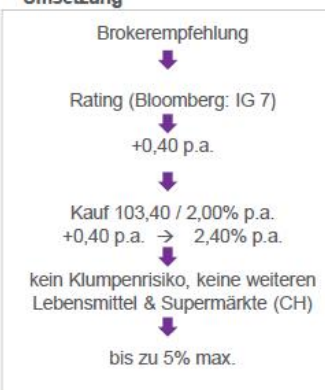 Umsetzung
Brokerempfehlung
Rating (Bloomberg: IG 7)
+0,40 p.a.
Kauf 103,40 / 2,00% p.a.
+0,40 p.a. → 2,40% p.a.
kein Klumpenrisiko, keine weiteren
Lebensmittel & Supermärkte (CH)
bis zu 5% max.